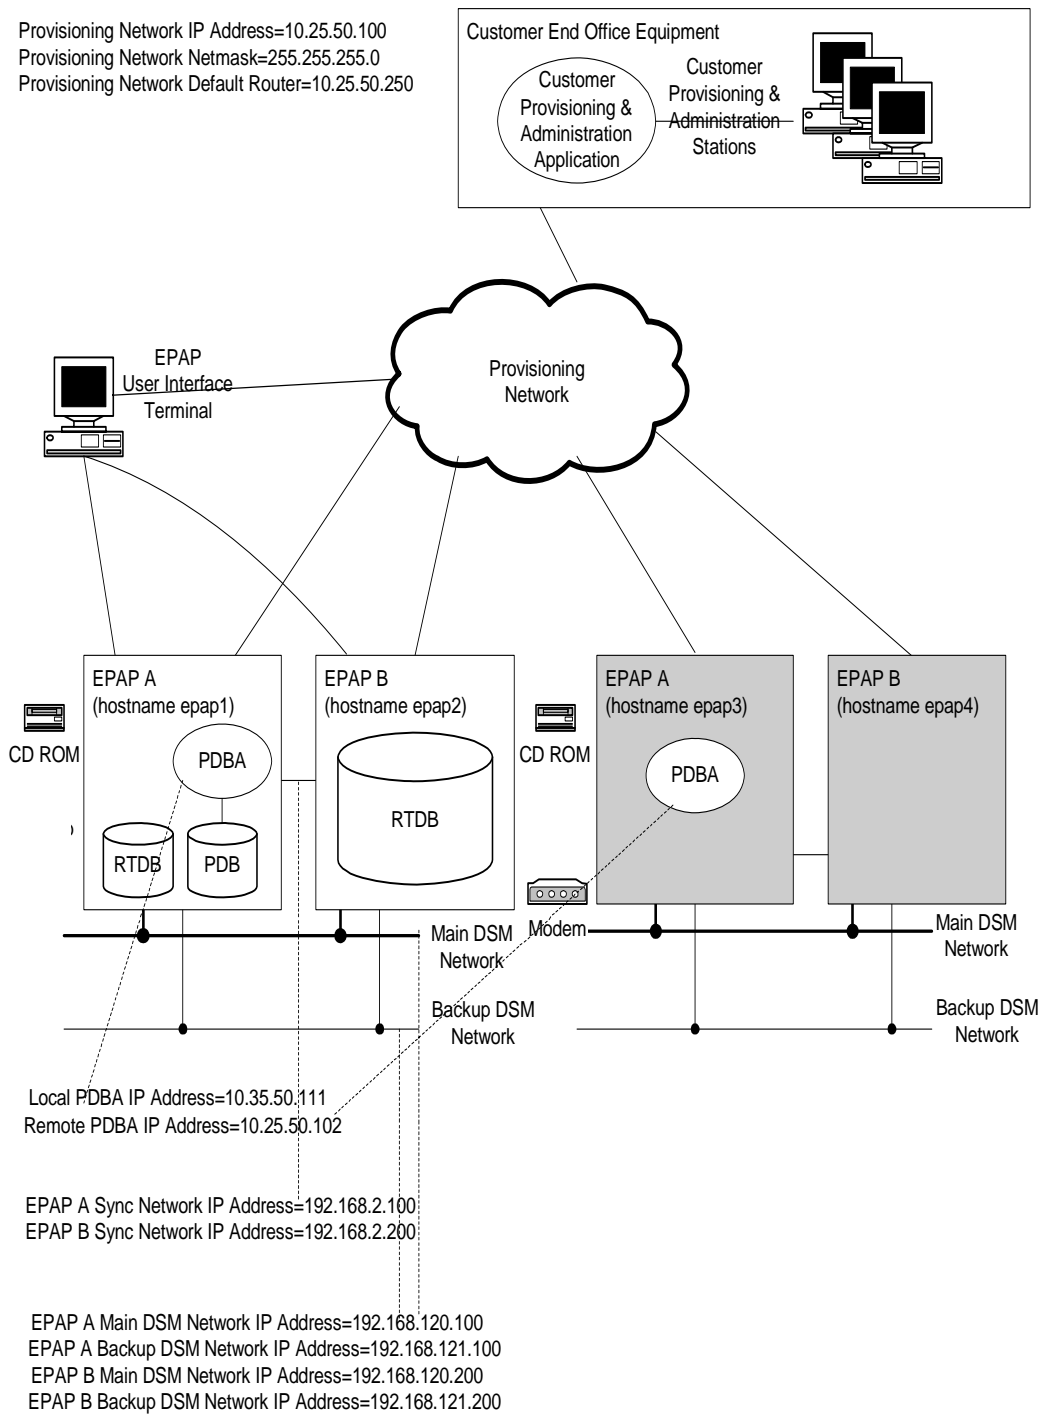 Provisioning Network IP Address=10.25.50.100
Provisioning Network Netmask=255.255.255.0
Provisioning Network Default Router=10.25.50.250
Customer End Office Equipment
Customer
Provisioning &
Administration
Application
Customer
Provisioning &
Administration
Stations
Provisioning
Network
EPAP
User Interface
Terminal
EPAP A
(hostname epap1)
EPAP B
(hostname epap2)
EPAP A
(hostname epap3)
EPAP B
(hostname epap4)
CD ROM
PDBA
RTDB
PDB
RTDB
CD ROM
PDBA
Modem
Main DSM
Network
Main DSM
Network
Backup DSM
Network
Backup DSM
Network
Local PDBA IP Address=10.35.50.111
Remote PDBA IP Address=10.25.50.102
EPAP A Sync Network IP Address=192.168.2.100
EPAP B Sync Network IP Address=192.168.2.200
EPAP A Main DSM Network IP Address=192.168.120.100
EPAP A Backup DSM Network IP Address=192.168.121.100
EPAP B Main DSM Network IP Address=192.168.120.200
EPAP B Backup DSM Network IP Address=192.168.121.200